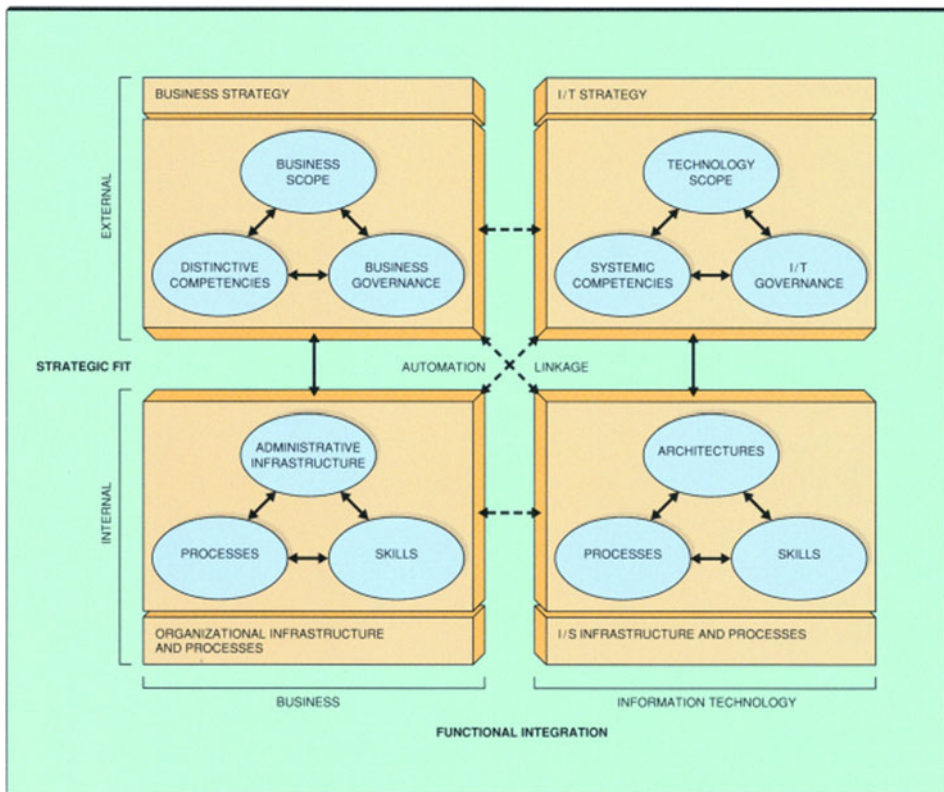 BUSINESS STRATEGY
I/T STRATEGY
BUSINESS
SCOPE
TECHNOLOGY
SCOPE
EXTERNAL
DISTINCTIVE
COMPETENCIES
BUSINESS
GOVERNANCE
SYSTEMIC
COMPETENCIES
I/T
GOVERNANCE
STRATEGIC FIT
AUTOMATION
LINKAGE
ADMINISTRATIVE
INFRASTRUCTURE
ARCHITECTURES
INTERNAL
PROCESSES
SKILLS
PROCESSES
SKILLS
ORGANIZATIONAL INFRASTRUCTURE
AND PROCESSES
I/S INFRASTRUCTURE AND PROCESSES
BUSINESS
INFORMATION TECHNOLOGY
FUNCTIONAL INTEGRATION